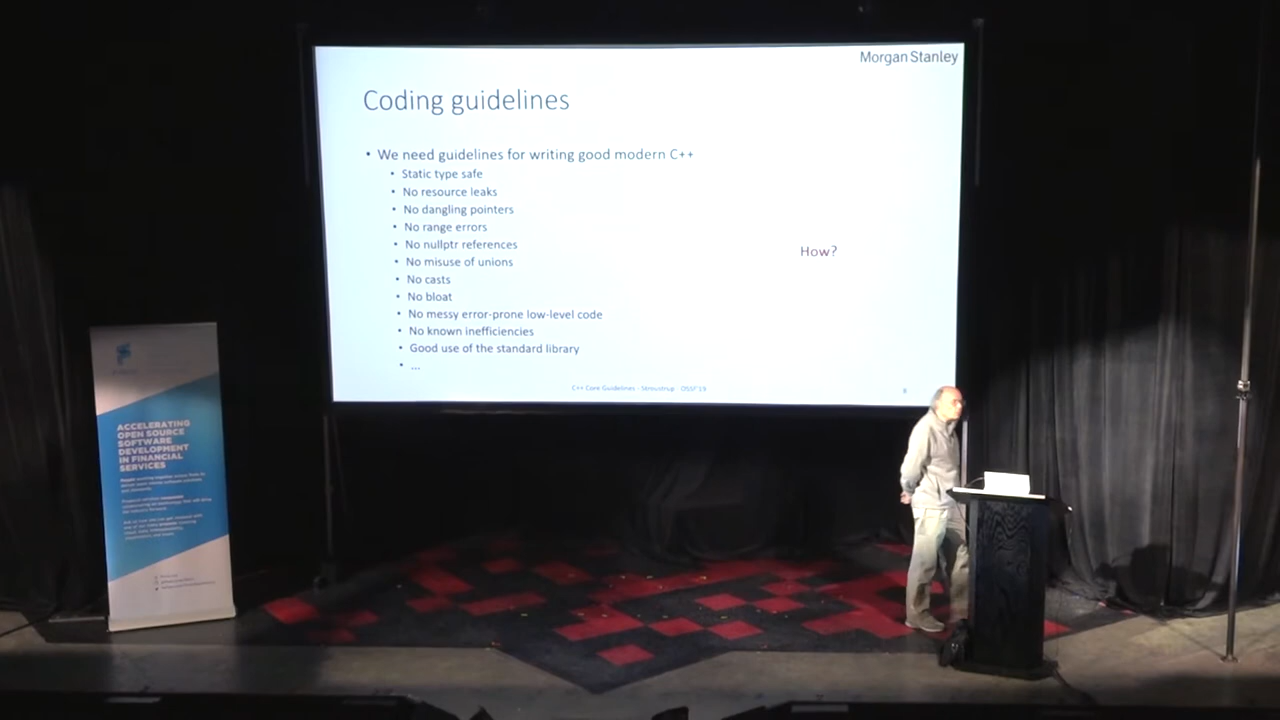 Morgan Stanley
Coding guidelines
• We need guidelines for writing good modern C++
• Static type safe
• No resource leaks
• No dangling pointers
• No range errors
• No nullptr references
• No misuse of unions
• No casts
• No bloat
• No messy error-prone low-level code
• No known inefficiencies
• Good use of the standard library
• ...
How?
C++ Core Guidelines - Stroustrup - OSSF'19
8
ACCELERATING
OPEN SOURCE
SOFTWARE
DEVELOPMENT
IN FINANCIAL
SERVICES